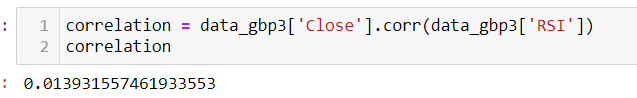 : 1 correlation = data_gbp3['Close'].corr(data_gbp3['RSI'])
2 correlation
: 0.013931557461933553